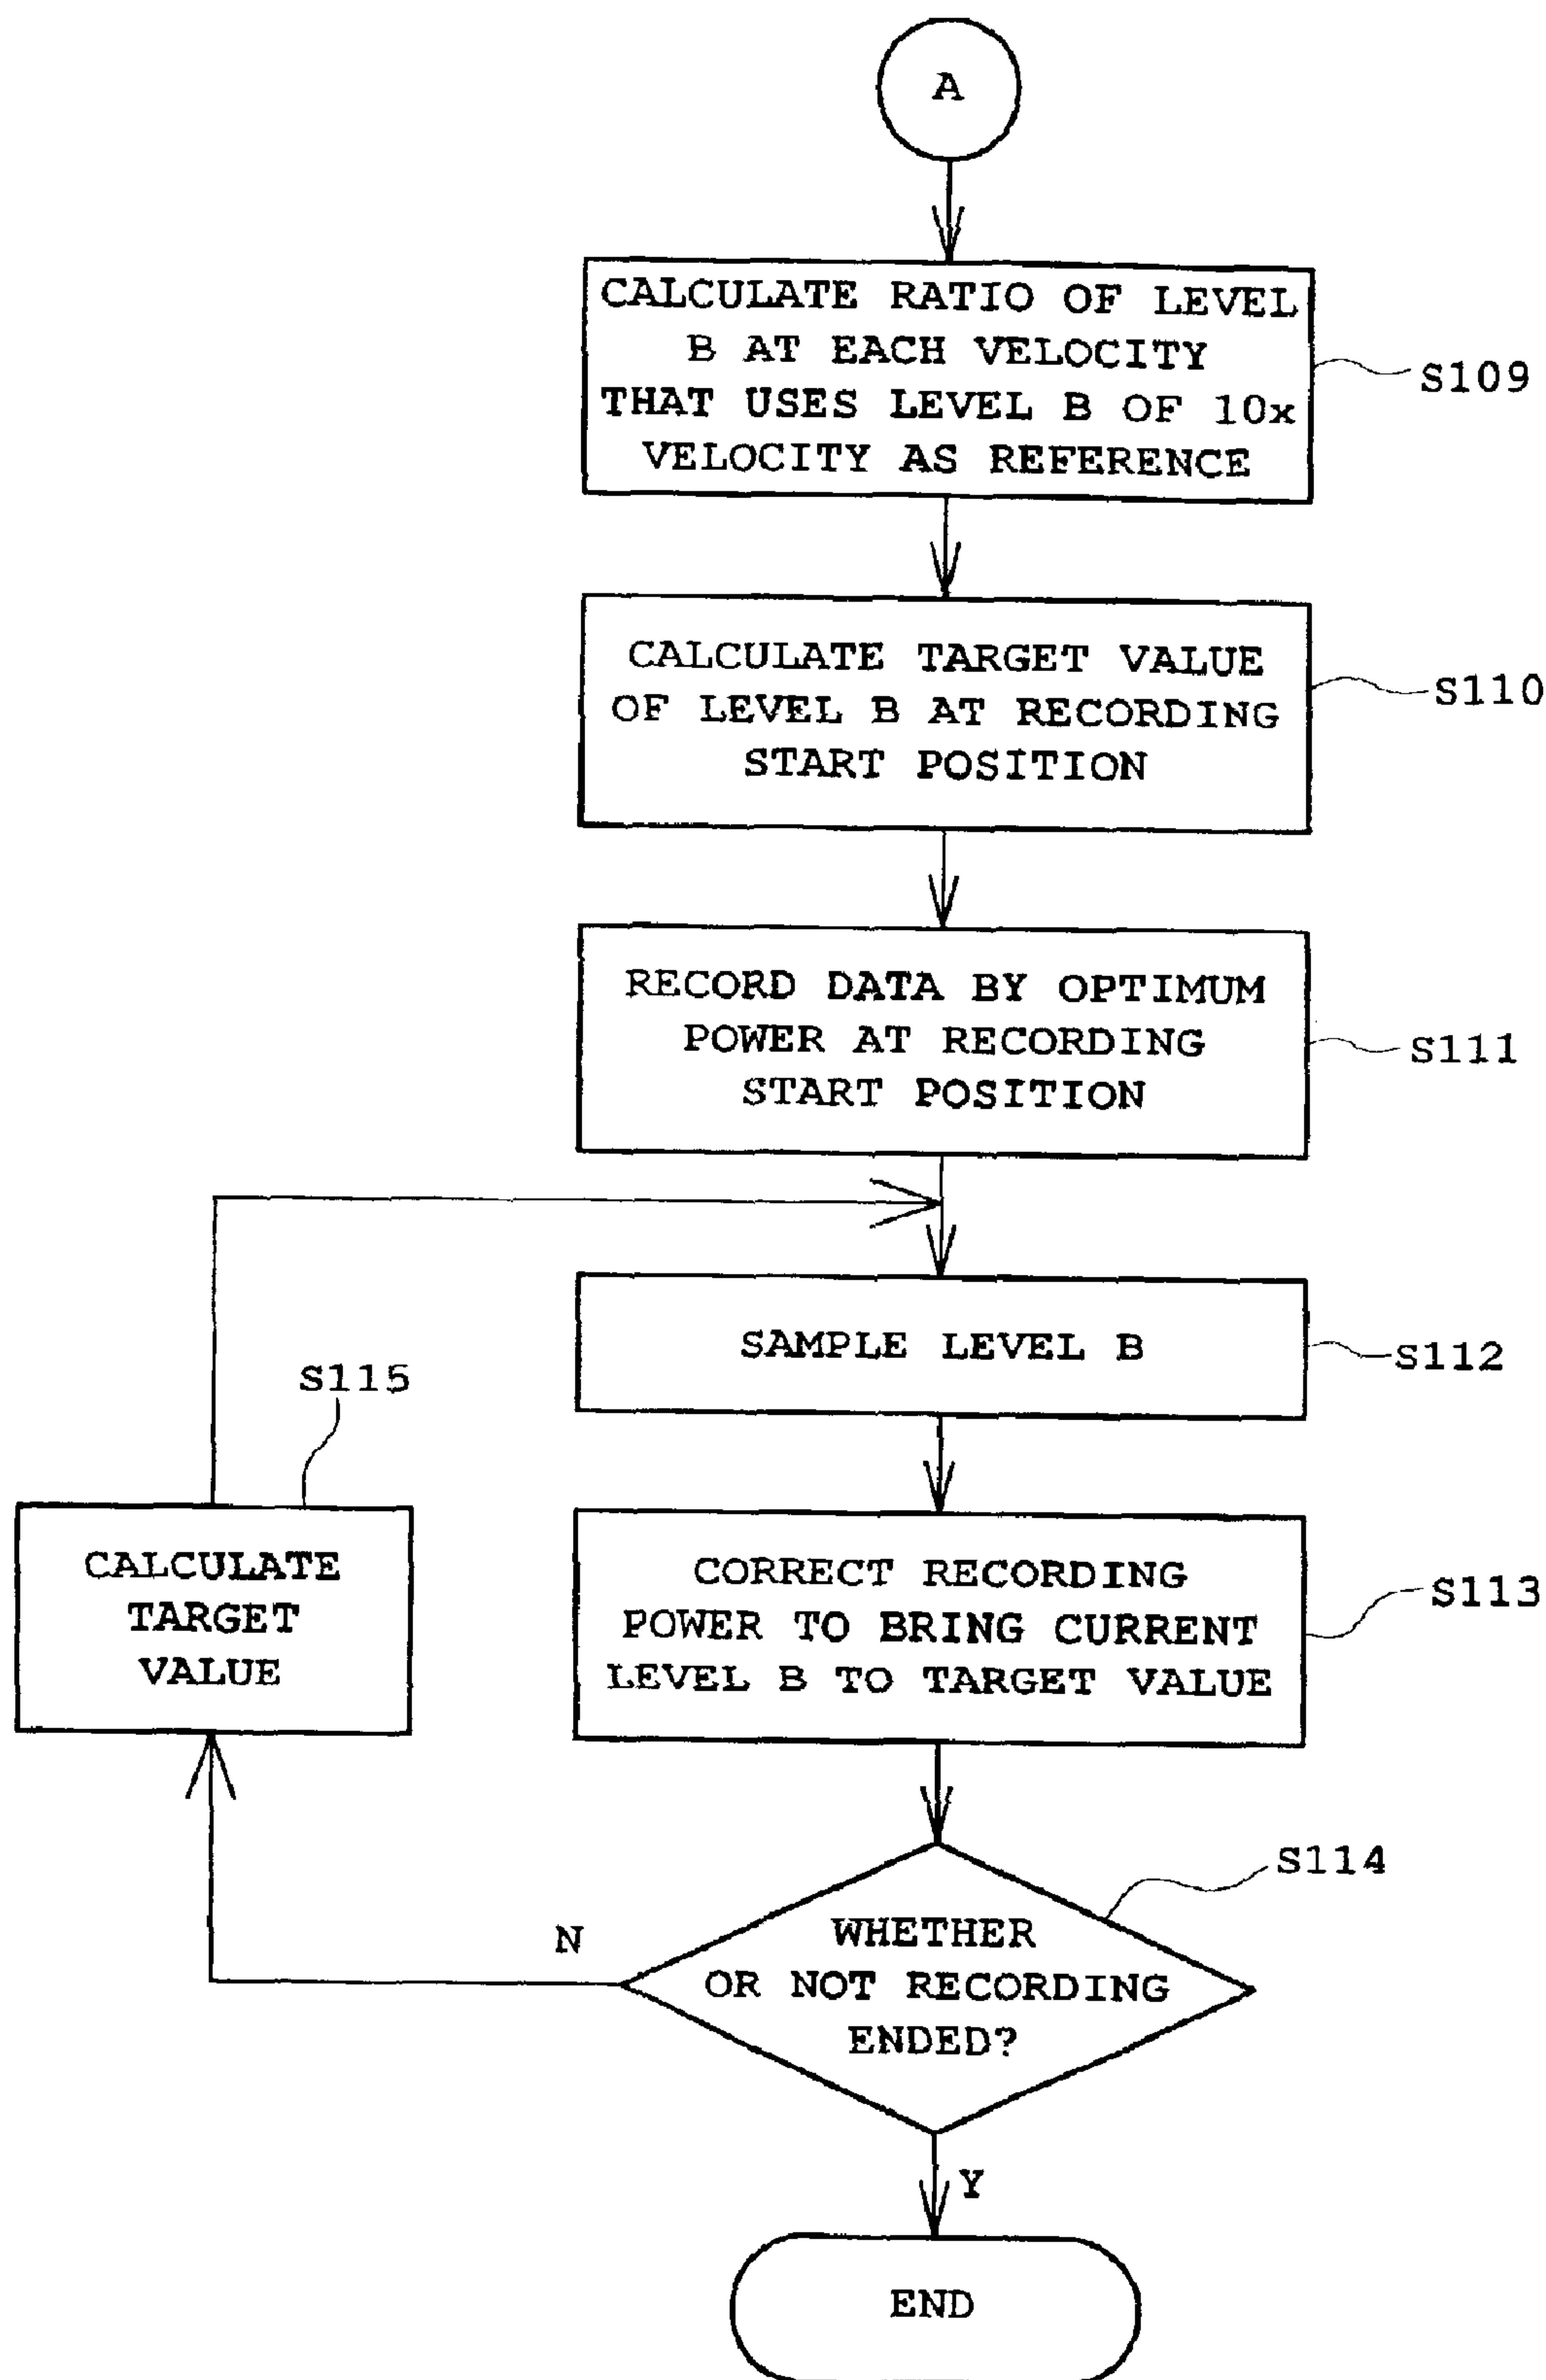 A
CALCULATE RATIO OF LEVEL
B AT EACH VELOCITY
THAT USES LEVEL B OF 10x
VELOCITY AS REFERENCE
S109
CALCULATE TARGET VALUE
OF LEVEL B AT RECORDING
START POSITION
S110
RECORD DATA BY OPTIMUM
POWER AT RECORDING
START POSITION
S111
SAMPLE LEVEL B
S112
S115
CALCULATE
TARGET
VALUE
CORRECT RECORDING
POWER TO BRING CURRENT
LEVEL B TO TARGET VALUE
S113
S114
WHETHER
OR NOT RECORDING
ENDED?
N
Y
END